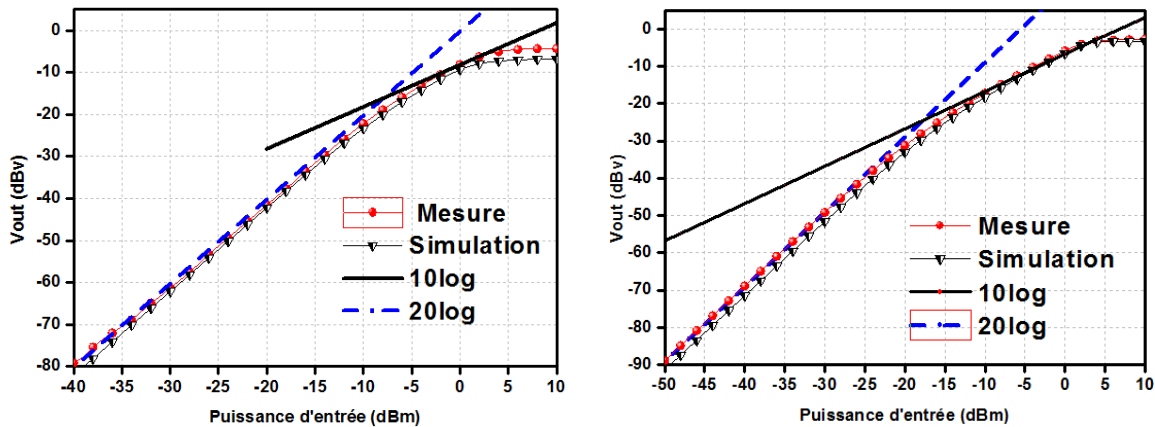 Vout (dBv)
0
-10
-20
-30
-40
-50
-60
-70
-80
-40 -35 -30 -25 -20 -15 -10 -5 0 5 10
Puissance d'entrée (dBm)
Mesure
Simulation
10log
20log
Vout (dBv)
0
-10
-20
-30
-40
-50
-60
-70
-80
-90
-50 -45 -40 -35 -30 -25 -20 -15 -10 -5 0 5 10
Puissance d'entrée (dBm)
Mesure
Simulation
10log
20log